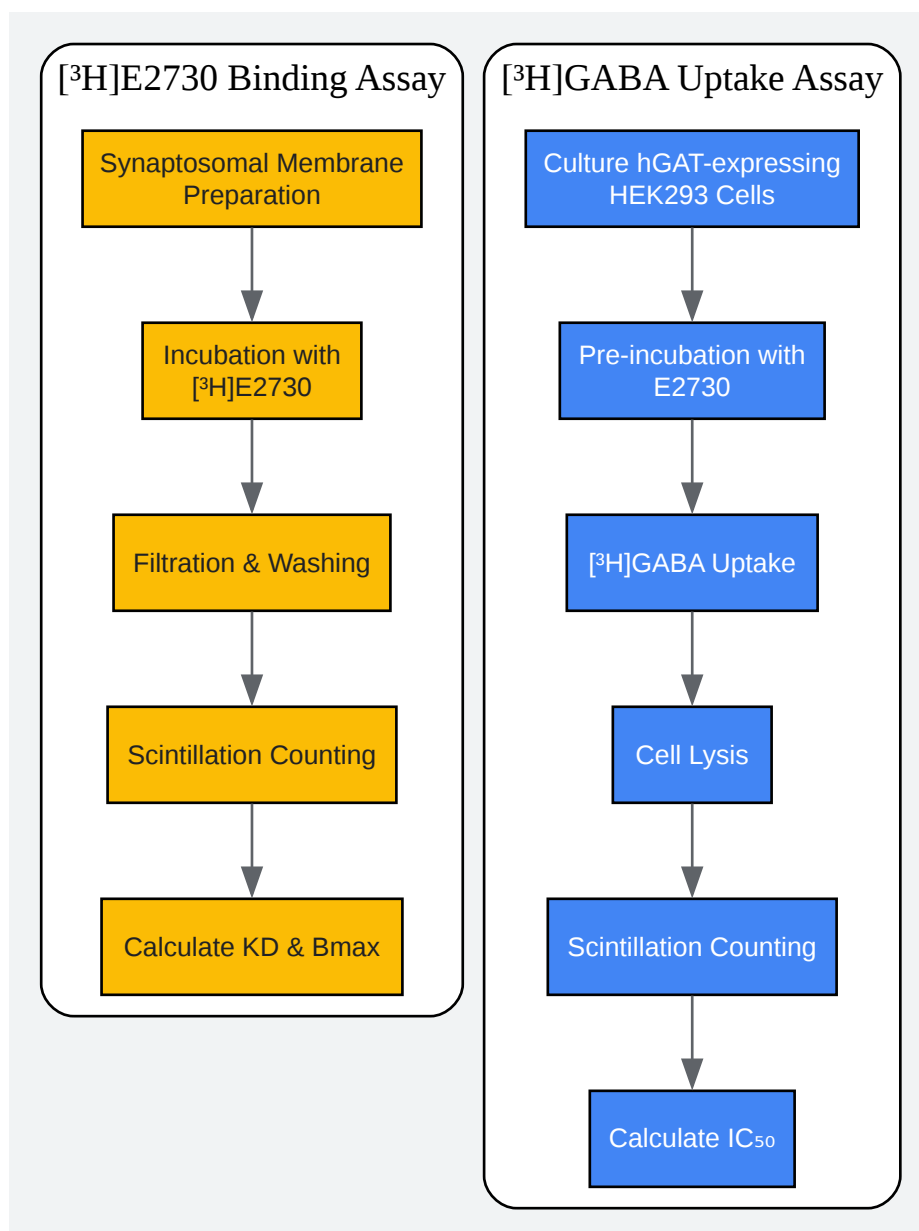 [³H]E2730 Binding Assay
Synaptosomal Membrane
Preparation
Incubation with
[³H]E2730
Filtration & Washing
Scintillation Counting
Calculate KD & Bmax
[³H]GABA Uptake Assay
Culture hGAT-expressing
HEK293 Cells
Pre-incubation with
E2730
[³H]GABA Uptake
Cell Lysis
Scintillation Counting
Calculate IC₅₀